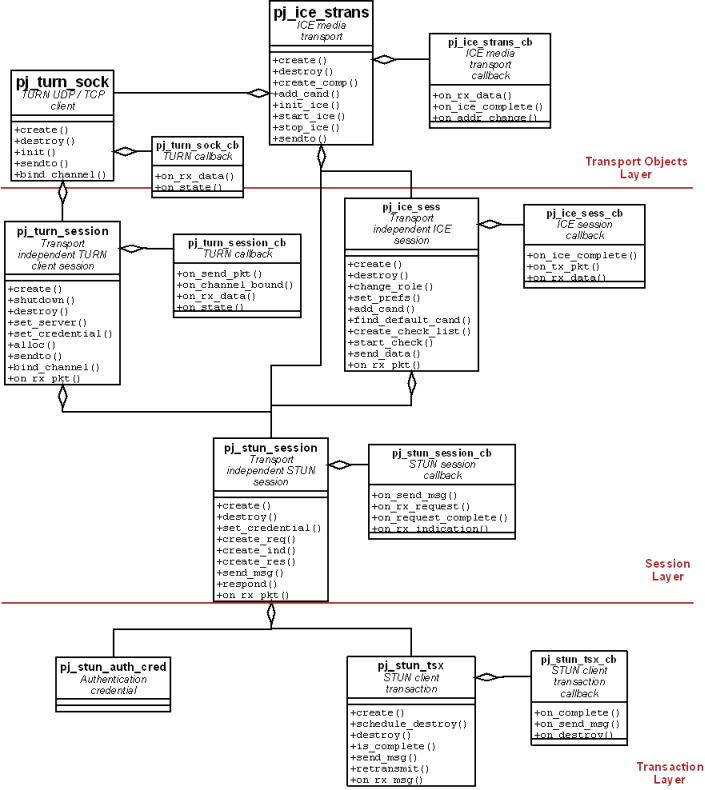 pj_ice_strans
ICE media
transport
+create()
+destroy()
+create_comp()
+add_cand()
+init_ice()
+start_ice()
+stop_ice()
+sendto()
pj_ice_strans_cb
ICE media
transport
callback
+on_rx_data()
+on_ice_complete()
+on_addr_change()
pj_turn_sock
TURN UDP / TCP
client
+create()
+destroy()
+init()
+sendto()
+bind_channel()
pj_turn_sock_cb
TURN callback
+on_rx_data()
+on_state()
Transport Objects
Layer
pj_turn_session
Transport
independent TURN
client session
+create()
+shutdown()
+destroy()
+set_server()
+set_credential()
+alloc()
+sendto()
+bind_channel()
+on_rx_pkt()
pj_turn_session_cb
TURN callback
+on_send_pkt()
+on_channel_bound()
+on_rx_data()
+on_state()
pj_ice_sess
Transport
independent ICE
session
+create()
+destroy()
+change_role()
+set_prefs()
+add_cand()
+find_default_cand()
+create_check_list()
+start_check()
+send_data()
+on_rx_pkt()
pj_ice_sess_cb
ICE session
callback
+on_ice_complete()
+on_tx_pkt()
+on_rx_data()
pj_stun_session
Transport
independent STUN
session
+create()
+destroy()
+set_credential()
+create_req()
+create_ind()
+create_res()
+send_msg()
+respond()
+on_rx_pkt()
pj_stun_session_cb
STUN session
callback
+on_send_msg()
+on_rx_request()
+on_request_complete()
+on_rx_indication()
Session
Layer
pj_stun_auth_cred
Authentication
credential
pj_stun_tsx
STUN client
transaction
+create()
+schedule_destroy()
+destroy()
+is_complete()
+send_msg()
+retransmit()
+on_rx_msg()
pj_stun_tsx_cb
STUN client
transaction
callback
+on_complete()
+on_send_msg()
+on_destroy()
Transaction
Layer